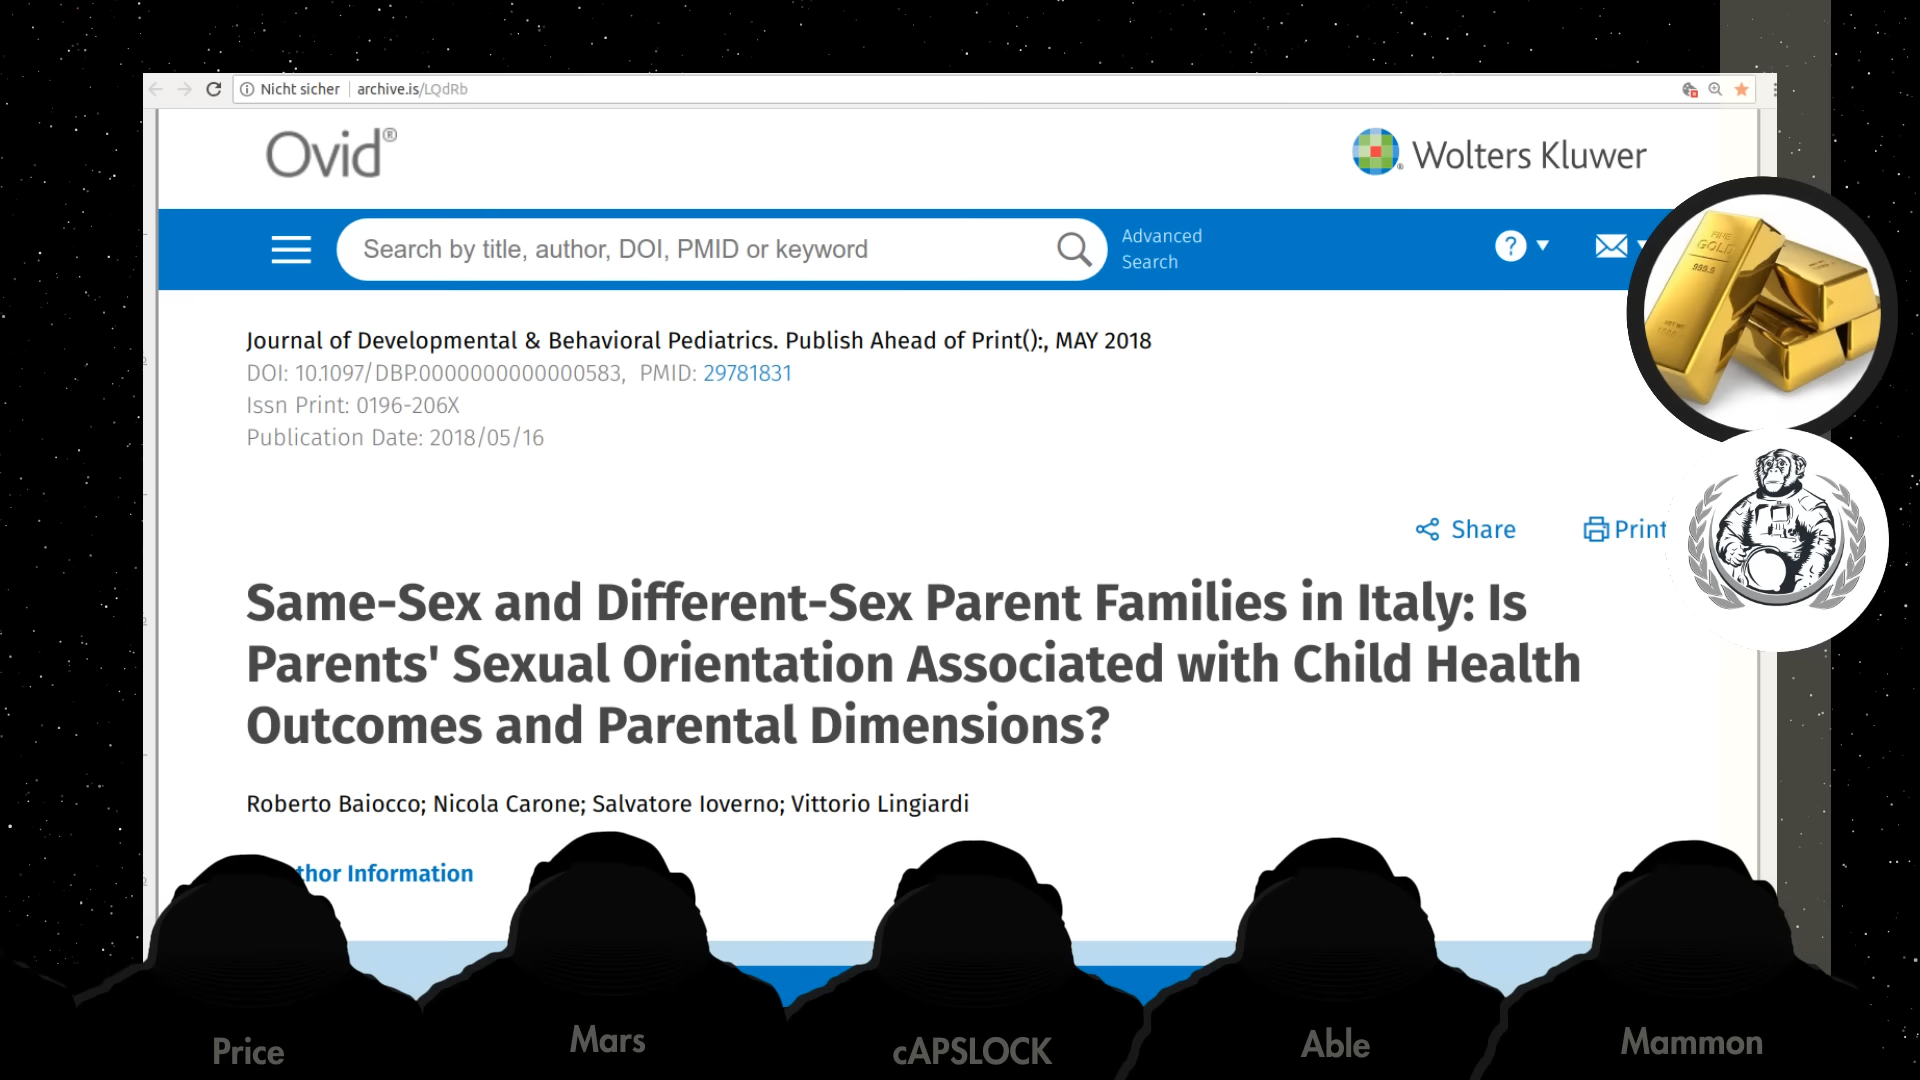 Nicht sicher archive.is/LQdRb
Ovid®
Wolters Kluwer
Search by title, author, DOI, PMID or keyword
Advanced
Search
?
FINE
GOLD
999.9
Journal of Developmental & Behavioral Pediatrics. Publish Ahead of Print():, MAY 2018
DOI: 10.1097/DBP.0000000000000583, PMID: 29781831
Issn Print: 0196-206X
Publication Date: 2018/05/16
Share Print
Same-Sex and Different-Sex Parent Families in Italy: Is
Parents' Sexual Orientation Associated with Child Health
Outcomes and Parental Dimensions?
Roberto Baiocco; Nicola Carone; Salvatore Ioverno; Vittorio Lingiardi
thor Information
Price Mars cAPSLOCK Able Mammon